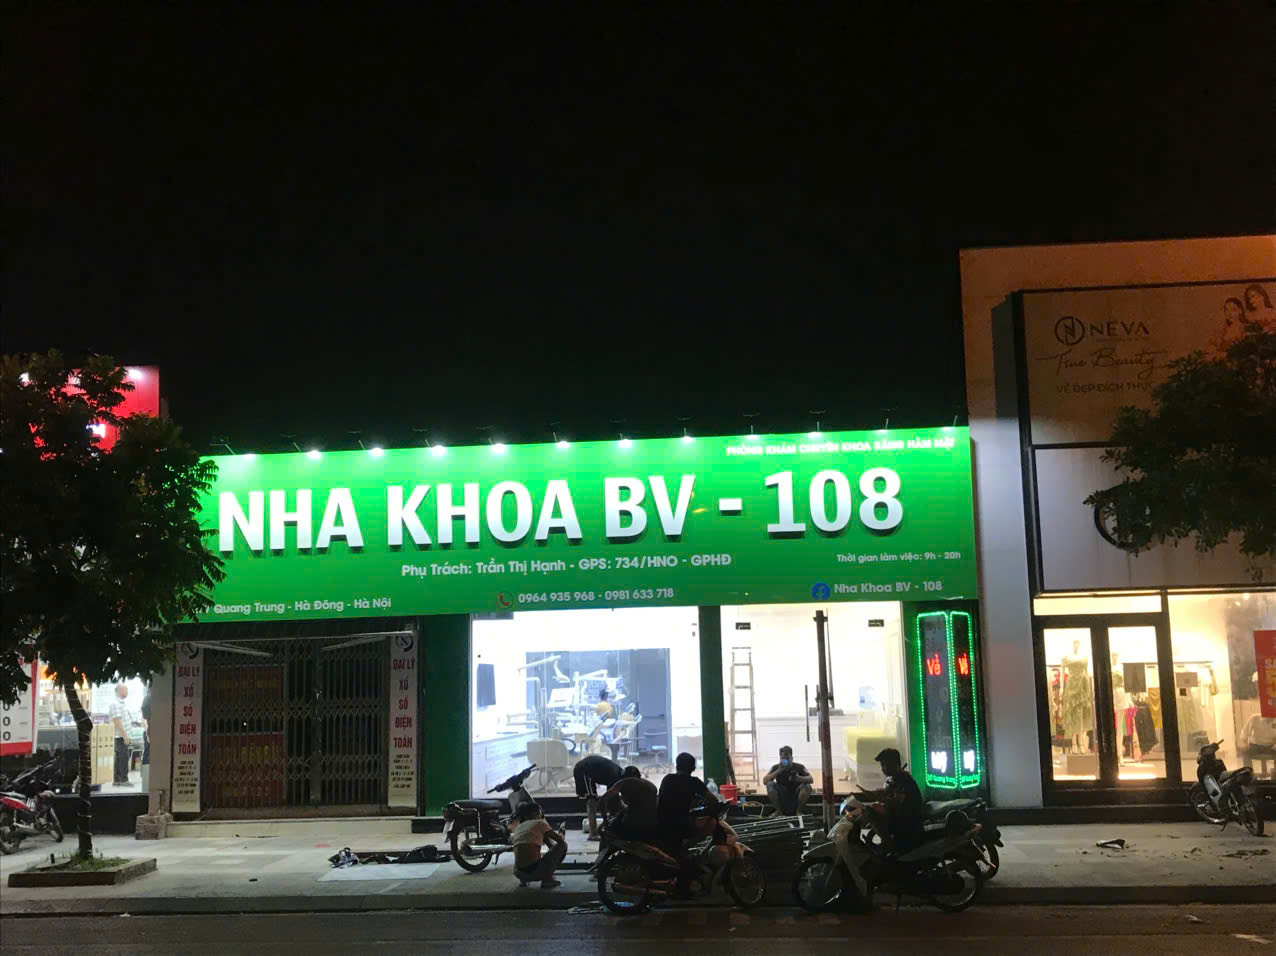 PHÒNG KHÁM CHUYÊN KHOA RĂNG HÀM MẶT
NHA KHOA BV - 108
Phụ Trách: Trần Thị Hạnh - GPS: 734/HNO - GPHĐ
Thời gian làm việc: 9h - 20h
Quang Trung - Hà Đông - Hà Nội
0964 935 968 - 0981 633 718
Nha Khoa BV - 108
ĐẠI LÝ
XỔ
SỐ
ĐIỆN
TOÁN
ĐẠI LÝ
XỔ
SỐ
ĐIỆN
TOÁN
NEVA
True Beauty
VẺ ĐẸP ĐÍCH THỰC